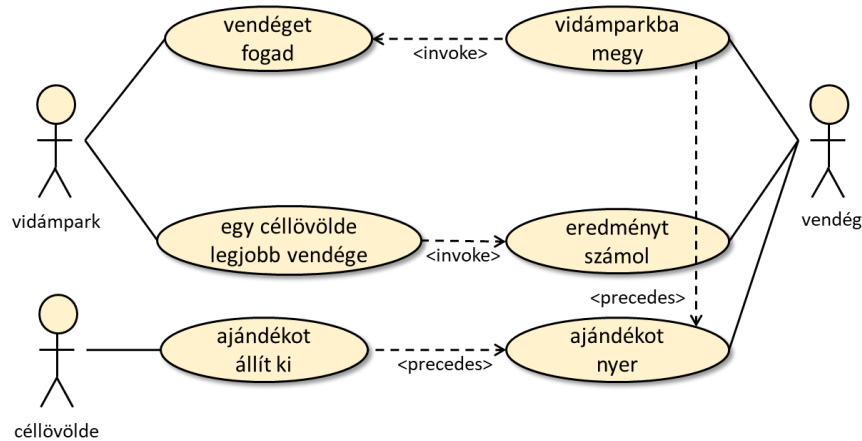 vendéget
fogad
<invoke>
vidámparkba
megy
vidámpark
vendég
egy céllövölde
legjobb vendége
<invoke>
eredményt
számol
<precedes>
ajándékot
állít ki
<precedes>
ajándékot
nyer
céllövölde